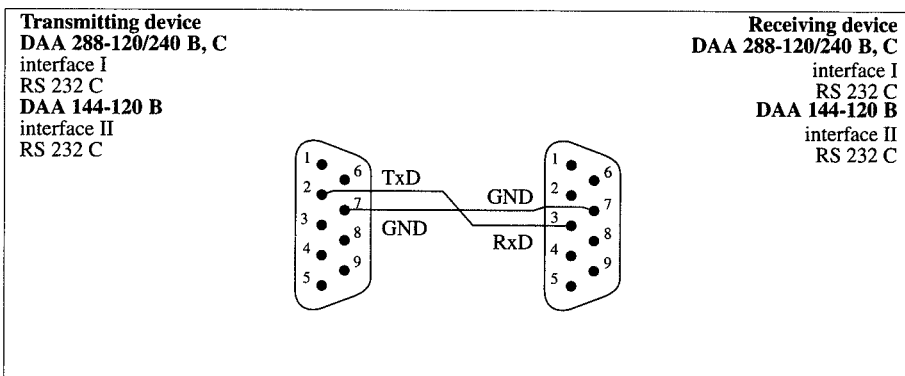 Transmitting device
DAA 288-120/240 B, C
interface I
RS 232 C
DAA 144-120 B
interface II
RS 232 C
Receiving device
DAA 288-120/240 B, C
interface I
RS 232 C
DAA 144-120 B
interface II
RS 232 C
1
6
2
7
3
8
4
9
5
TxD
GND
GND
RxD
1
6
2
7
3
8
4
9
5